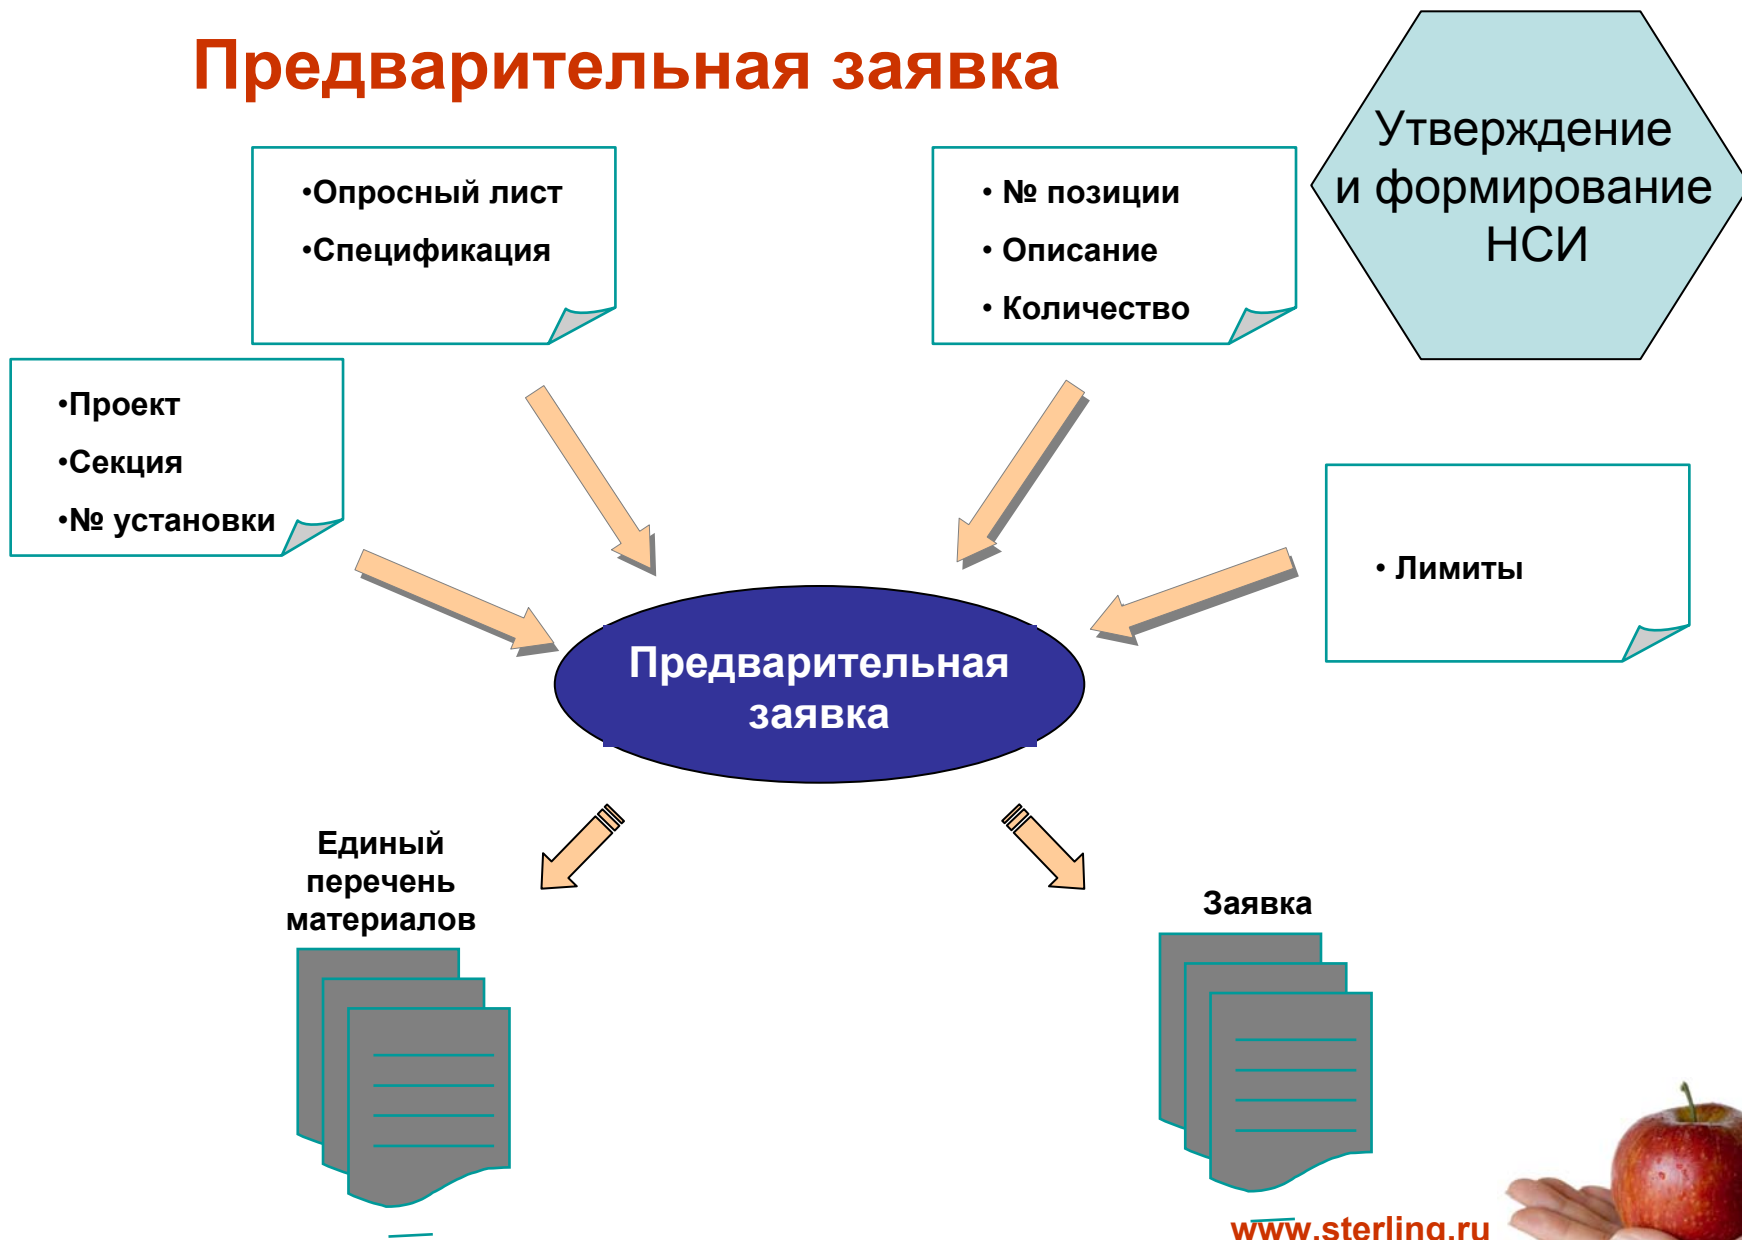 Предварительная заявка
Утверждение
и формирование
НСИ
•Опросный лист
•Спецификация
• № позиции
• Описание
• Количество
•Проект
•Секция
•№ установки
• Лимиты
Предварительная
заявка
Единый
перечень
материалов
Заявка
www.sterling.ru